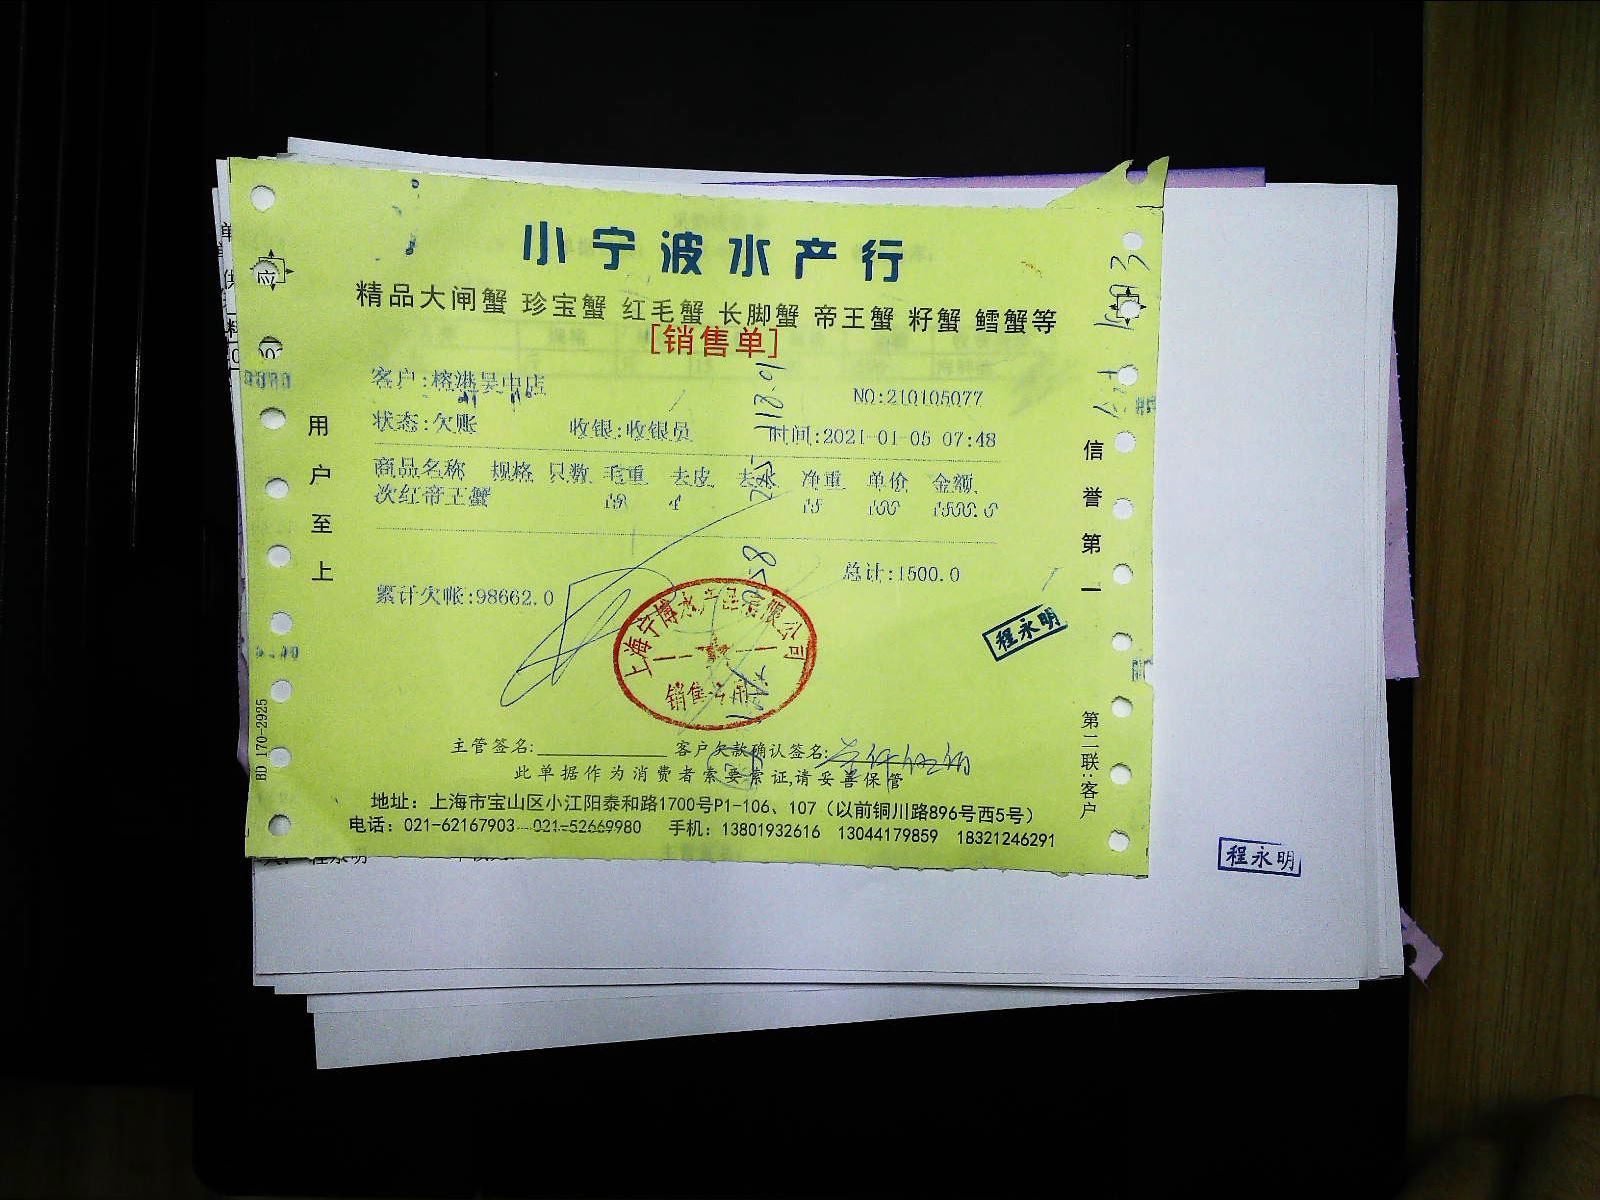 小宁波水产行
精品大闸蟹 珍宝蟹 红毛蟹 长脚蟹 帝王蟹 籽蟹 鳕蟹等
[销售单]
客户:榕港吴中店
NO:210105077
状态:欠账 收银:收银员 时间:2021-01-05 07:48
商品名称 规格 只数 毛重 去皮 去水 净重 单价 金额
次红帝王蟹
总计:1500.0
累计欠帐:98662.0
用户至上
信誉第一
程永明
上海宁博水产品有限公司
销售专用
主管签名: 客户欠款确认签名:
此单据作为消费者索要索证,请妥善保管
地址：上海市宝山区小江阳泰和路1700号P1-106、107（以前铜川路896号西5号）
电话：021-62167903 021-52669980 手机：13801932616 13044179859 18321246291
第二联:客户
程永明